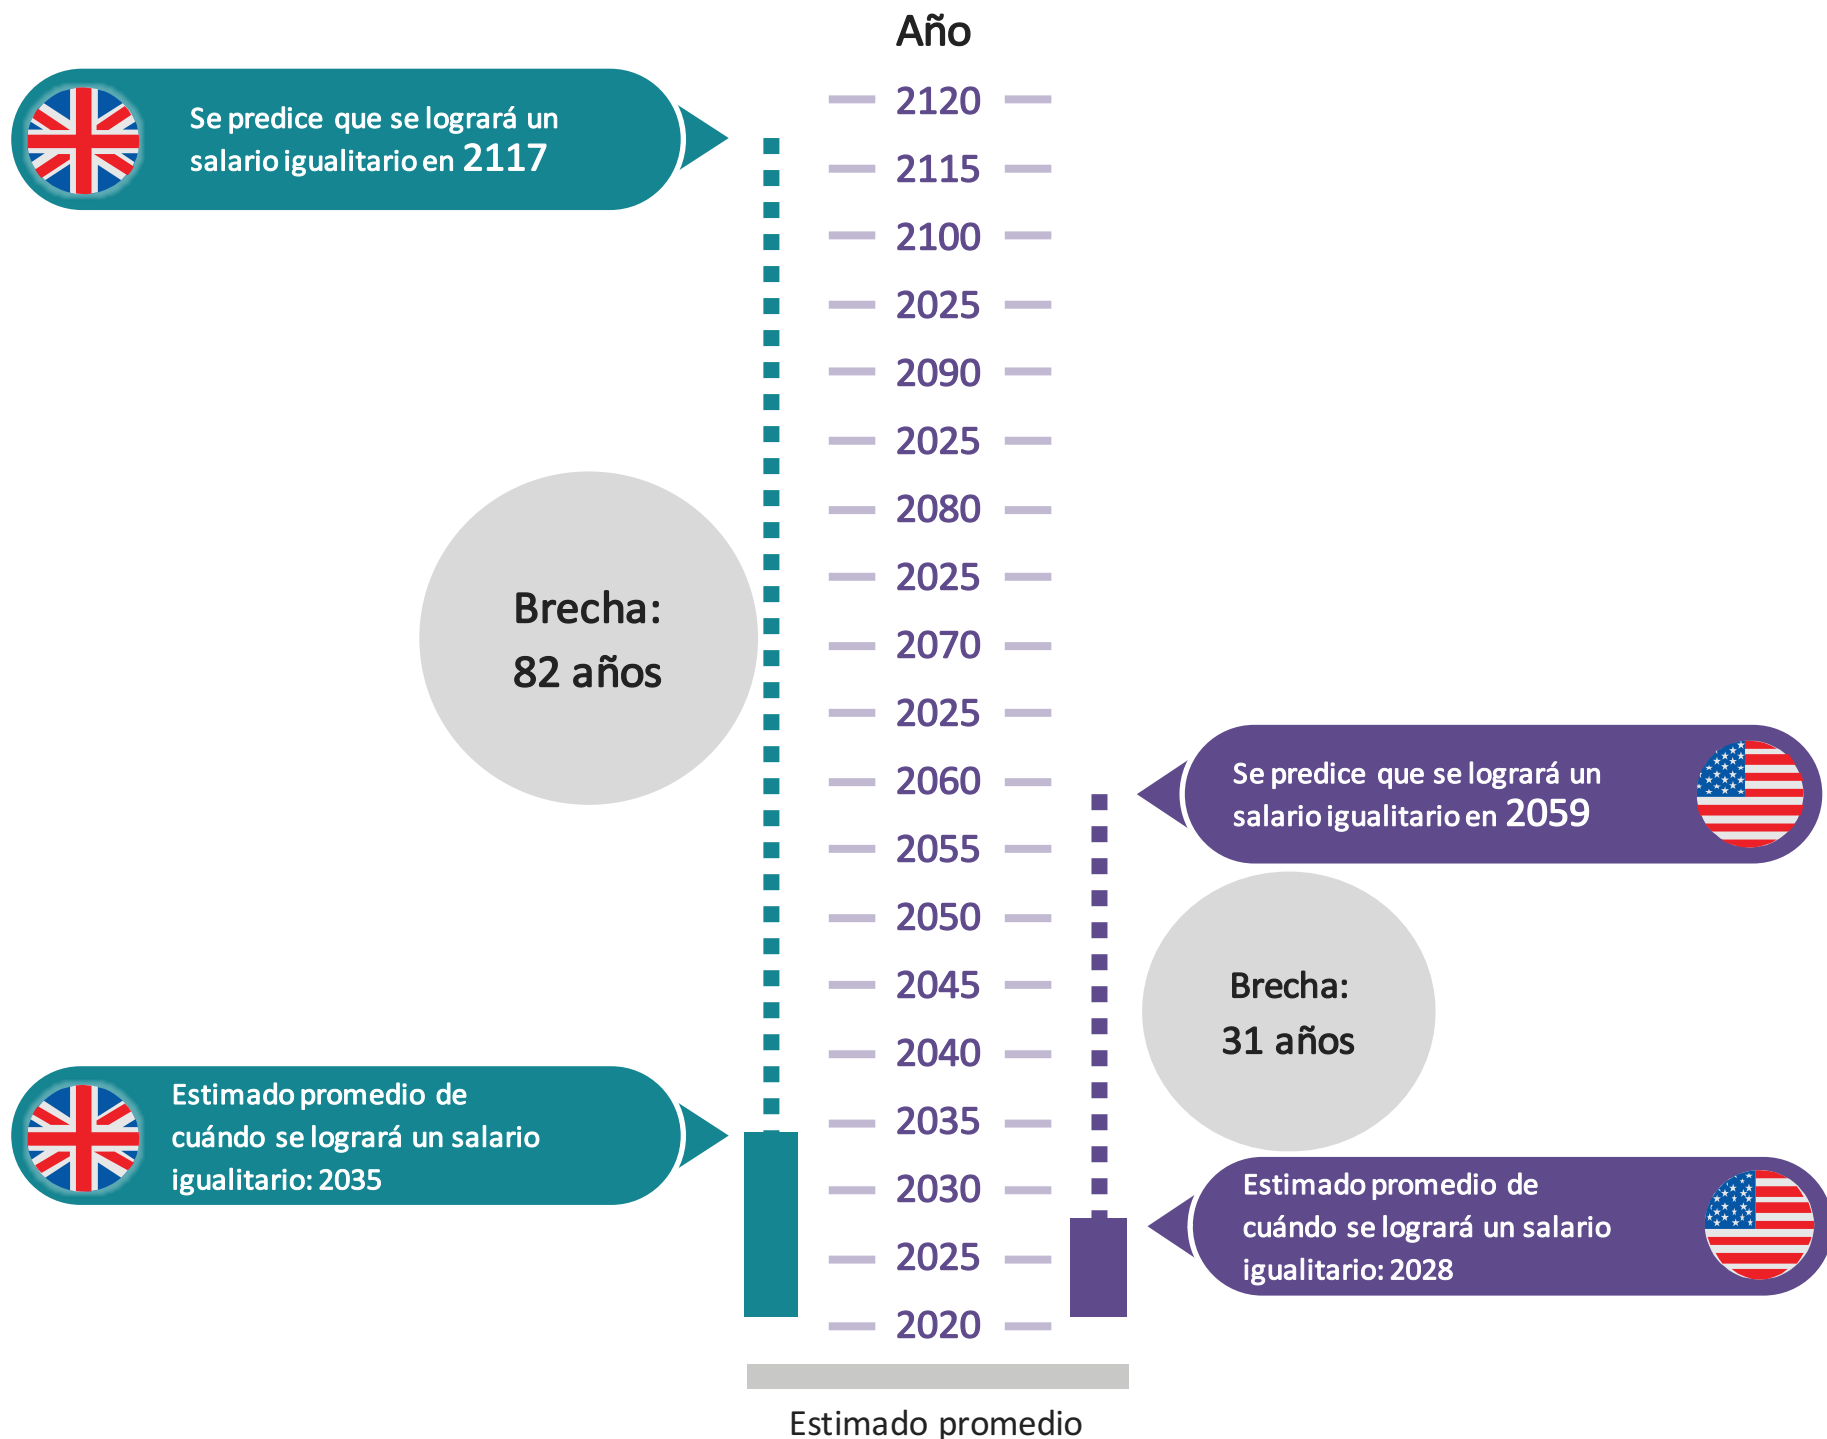 Año
Se predice que se logrará un
salario igualitario en 2117
2120
2115
2100
2025
2090
2025
2080
2025
2070
2025
2060
2055
2050
2045
2040
2035
2030
2025
2020
Brecha:
82 años
Se predice que se logrará un
salario igualitario en 2059
Brecha:
31 años
Estimado promedio de
cuándo se logrará un salario
igualitario: 2035
Estimado promedio de
cuándo se logrará un salario
igualitario: 2028
Estimado promedio